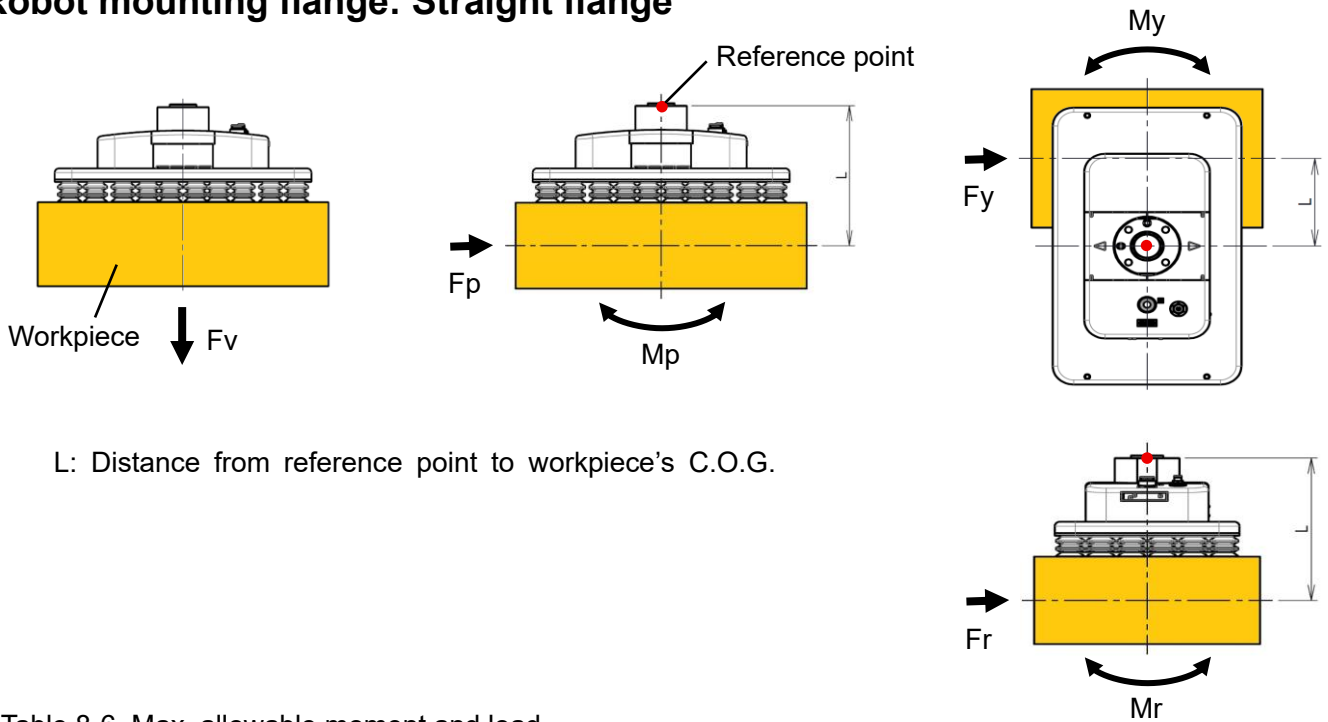 Robot mounting flange: Straight flange
My
Reference point
L
Fy
L
Fp
Workpiece
Fv
Mp
L: Distance from reference point to workpiece's C.O.G.
L
Fr
Mr
Table 8-6 Max. allowable moment and load